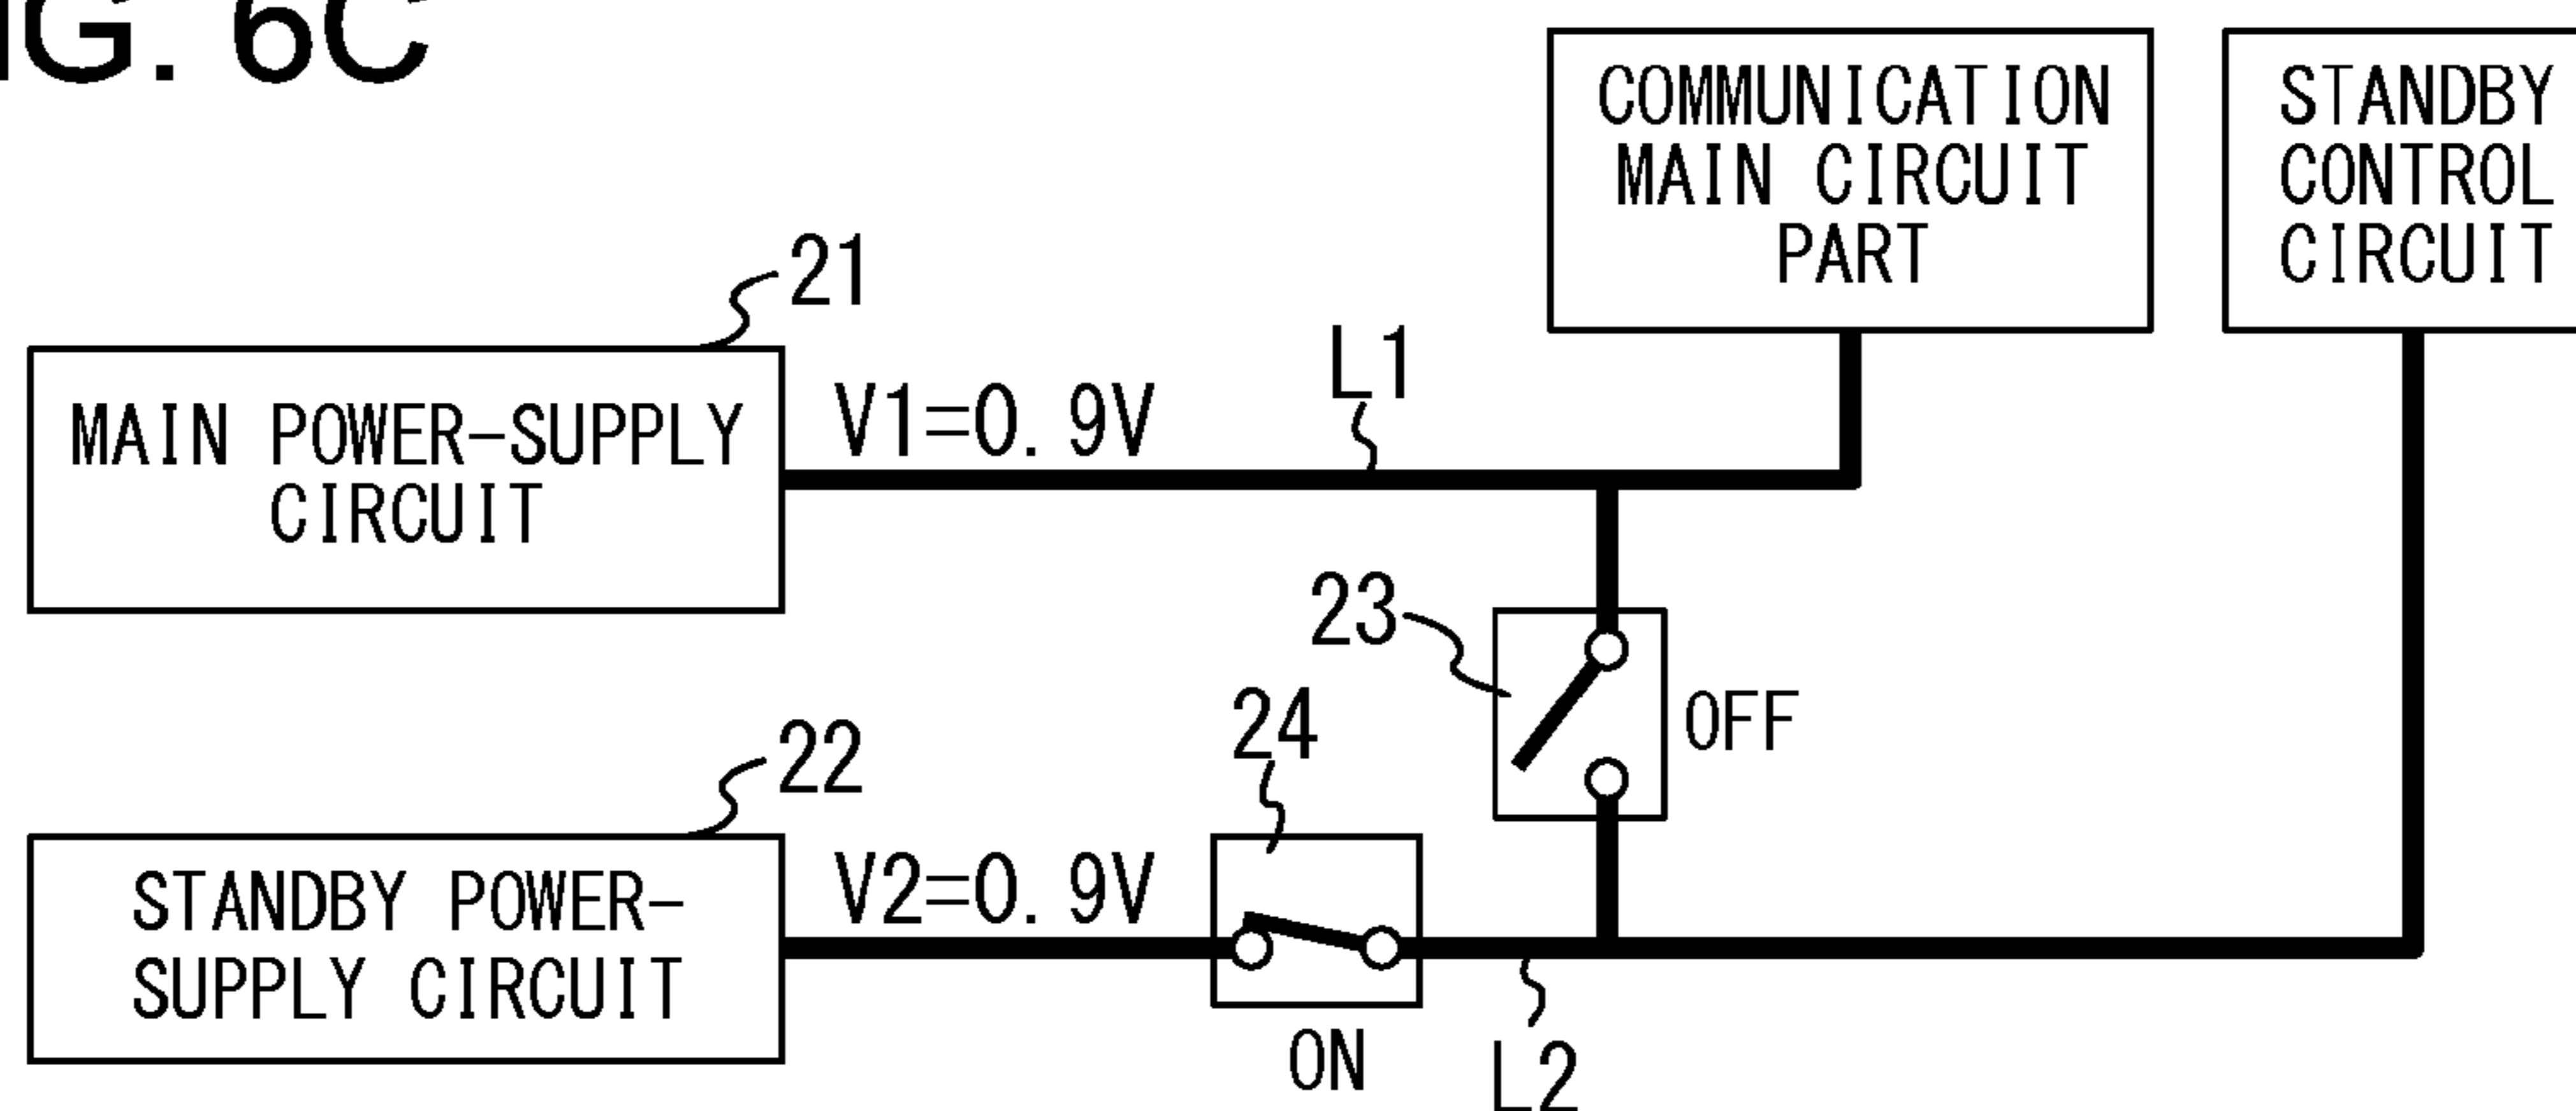 G. 6C
COMMUNICATION
MAIN CIRCUIT
PART
STANDBY
CONTROL
CIRCUIT
21
MAIN POWER-SUPPLY
CIRCUIT
V1=0.9V
L1
23
OFF
24
22
STANDBY POWER-
SUPPLY CIRCUIT
V2=0.9V
ON
L2